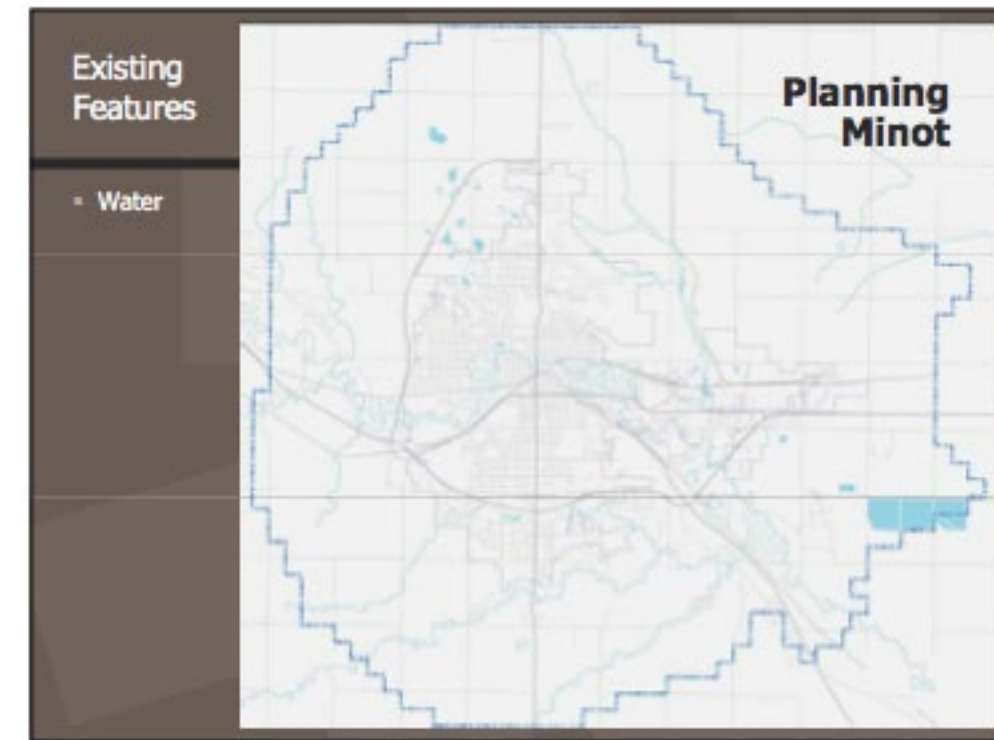 Existing
Features
▪ Water
Planning
Minot